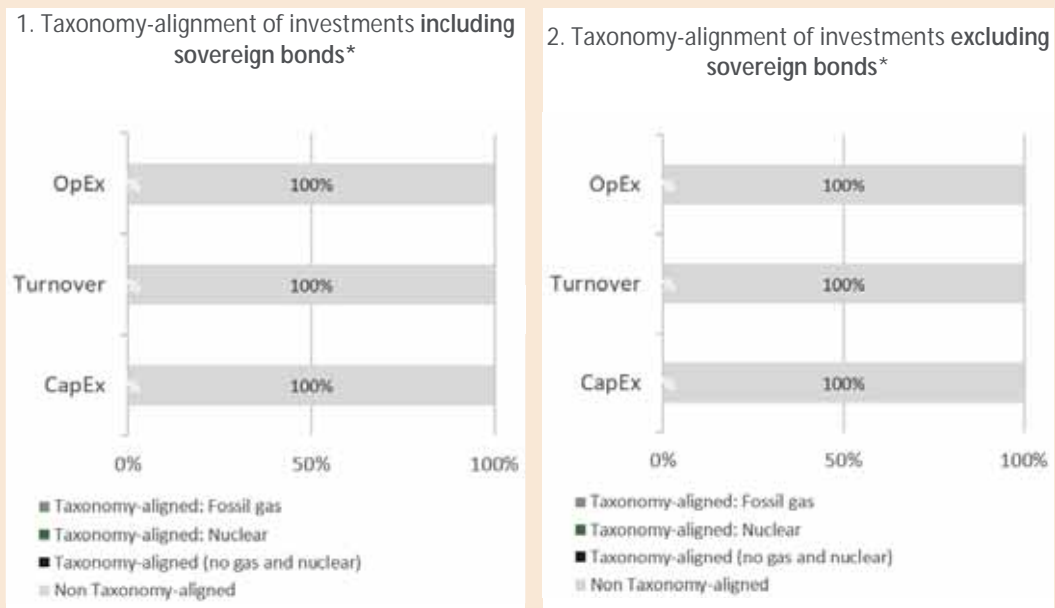 1. Taxonomy-alignment of investments including
sovereign bonds*
OpEx
100%
Turnover
100%
CapEx
100%
0%
50%
100%
■ Taxonomy-aligned: Fossil gas
■ Taxonomy-aligned: Nuclear
■ Taxonomy-aligned (no gas and nuclear)
■ Non Taxonomy-aligned
2. Taxonomy-alignment of investments excluding
sovereign bonds*
OpEx
100%
Turnover
100%
CapEx
100%
0%
50%
100%
■ Taxonomy-aligned: Fossil gas
■ Taxonomy-aligned: Nuclear
■ Taxonomy-aligned (no gas and nuclear)
■ Non Taxonomy-aligned